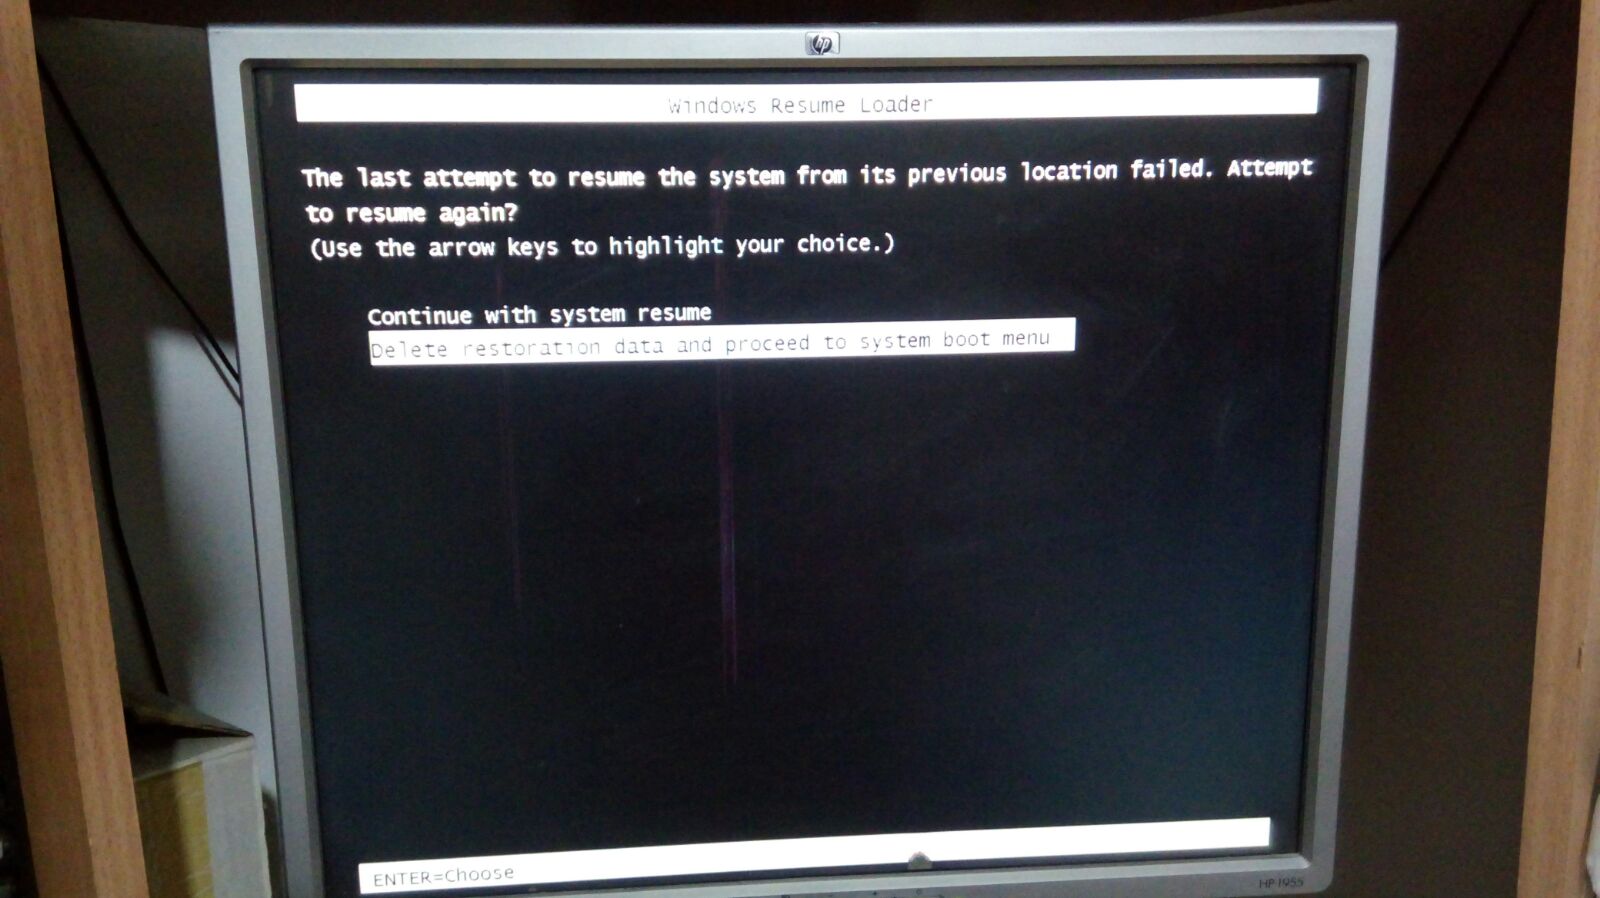 hp
Windows Resume Loader
The last attempt to resume the system from its previous location failed. Attempt
to resume again?
(Use the arrow keys to highlight your choice.)
Continue with system resume
Delete restoration data and proceed to system boot menu
ENTER=Choose
HP 1955